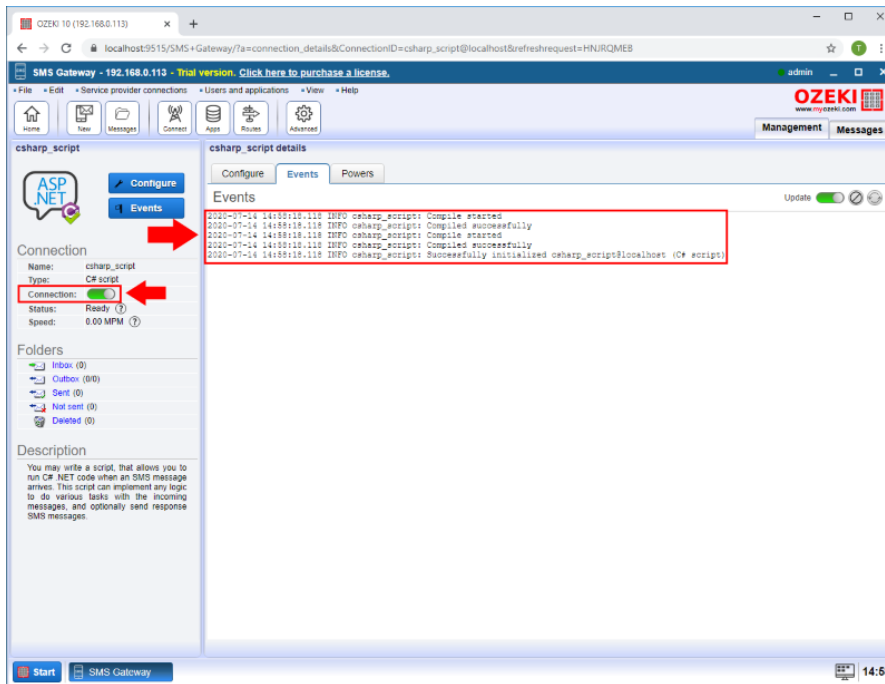 OZEKI 10 (192.168.0.113)
localhost:9515/SMS+Gateway/?a=connection_details&ConnectionID=csharp_script@localhost&refreshrequest=HNJRQMEB
T
SMS Gateway - 192.168.0.113 - Trial version. Click here to purchase a license.
admin
File Edit Service provider connections Users and applications View Help
OZEKI
www.myozeki.com
Home New Messages Connect Apps Routes Advanced
Management Messages
csharp_script
csharp_script details
Configure Events Powers
ASP
.NET
Configure
Events
Events
Update
2020-07-14 14:58:18.118 INFO csharp_script: Compile started
2020-07-14 14:58:18.118 INFO csharp_script: Compiled successfully
2020-07-14 14:58:18.118 INFO csharp_script: Compile started
2020-07-14 14:58:18.118 INFO csharp_script: Compiled successfully
2020-07-14 14:58:18.118 INFO csharp_script: Successfully initialized csharp_script@localhost (C# script)
Connection
Name: csharp_script
Type: C# script
Connection:
Status: Ready ?
Speed: 0.00 MPM ?
Folders
Inbox (0)
Outbox (0/0)
Sent (0)
Not sent (0)
Deleted (0)
Description
You may write a script, that allows you to
run C# .NET code when an SMS message
arrives. This script can implement any logic
to do various tasks with the incoming
messages, and optionally send response
SMS messages.
Start
SMS Gateway
14:5